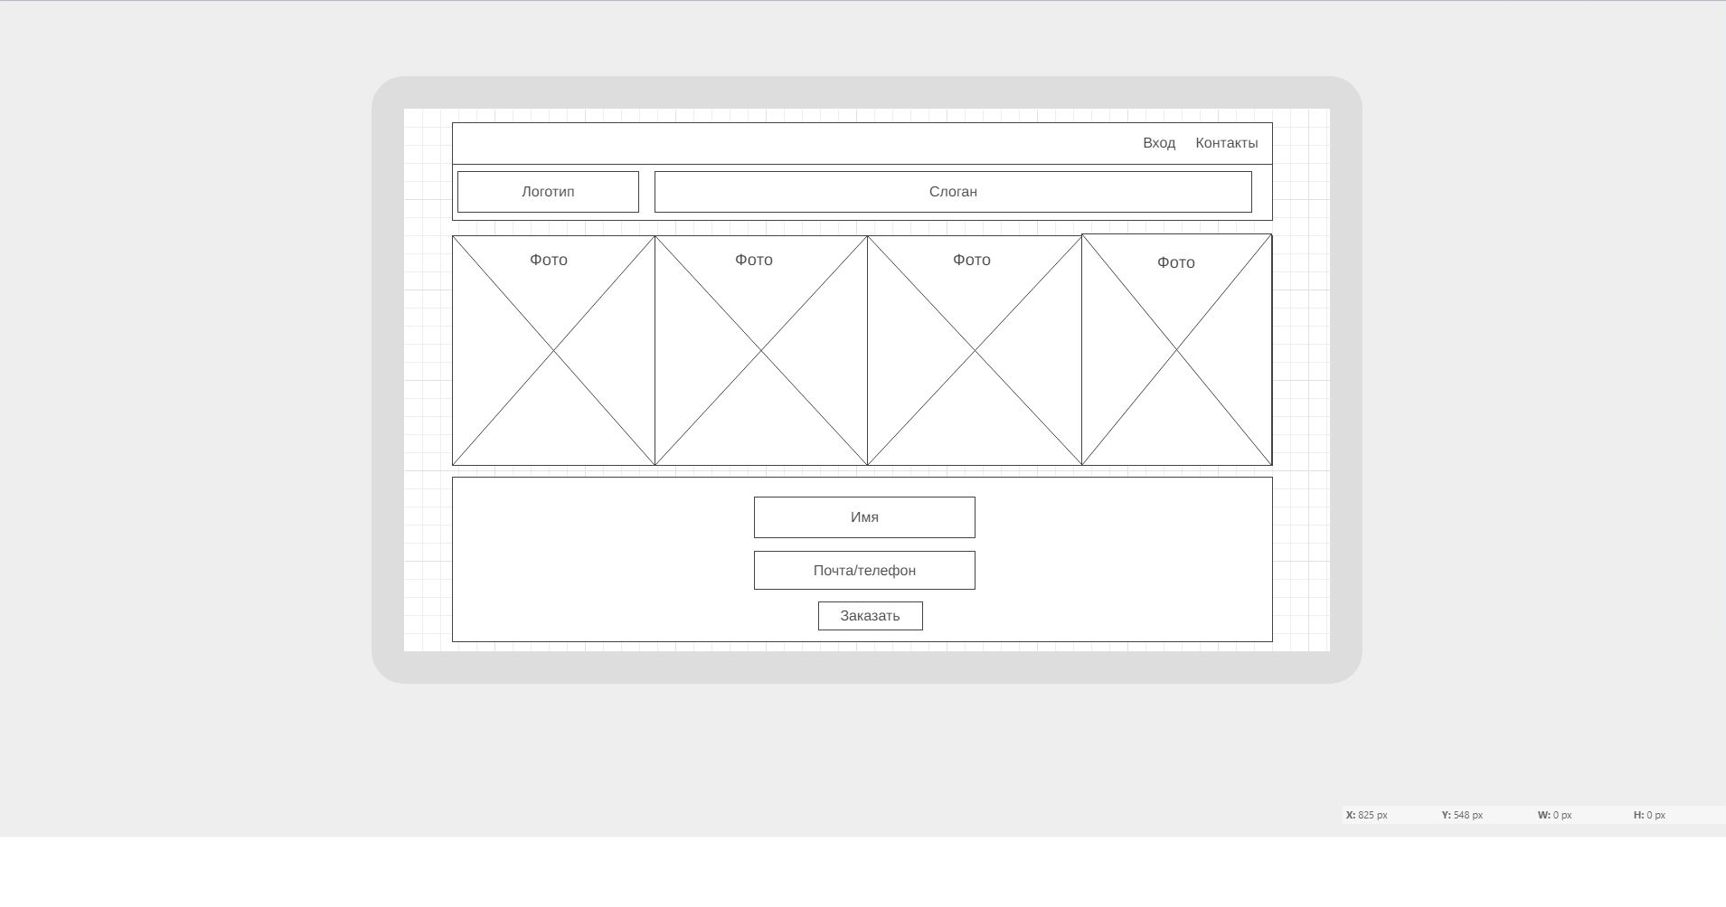 Вход Контакты
Логотип Слоган
Фото Фото Фото Фото
Имя
Почта/телефон
Заказать
X: 825 px Y: 548 px W: 0 px H: 0 px